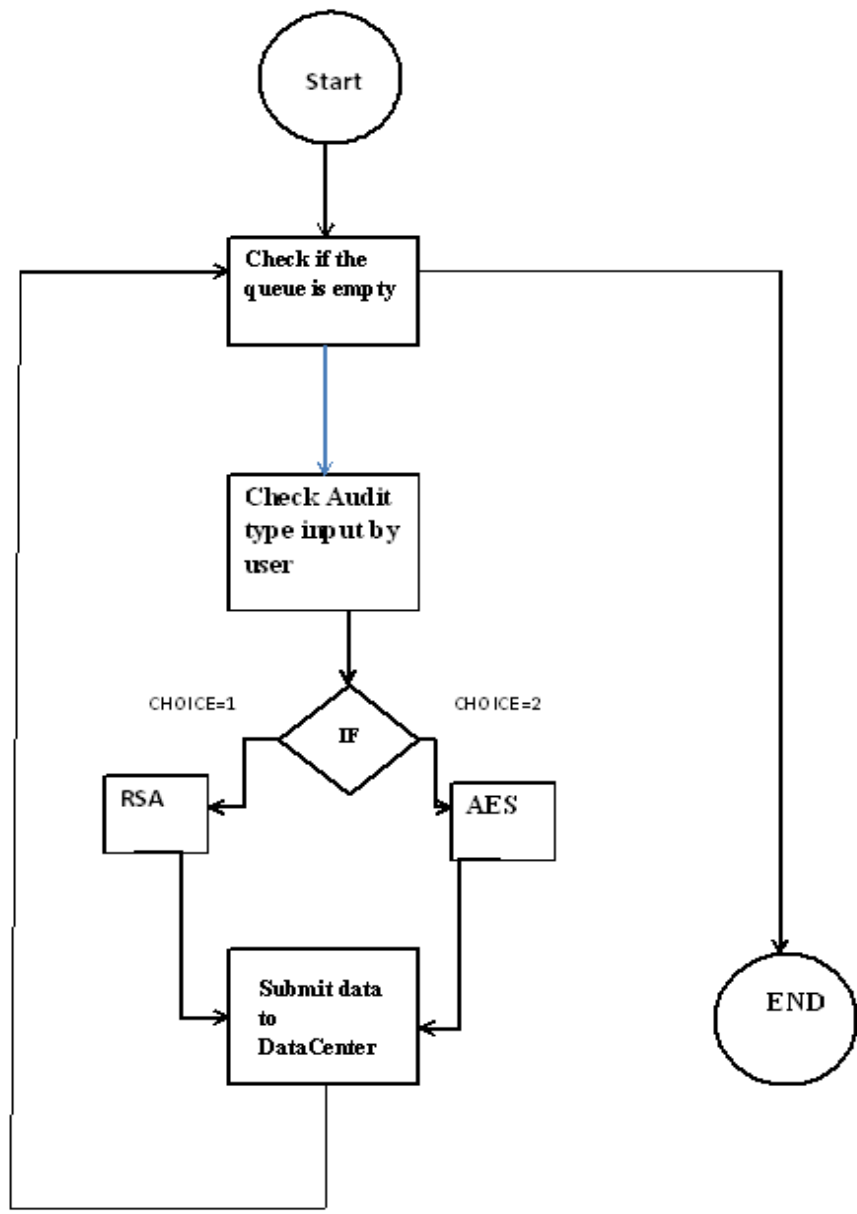 Start
Check if the
queue is empty
Check Audit
type input by
user
CHOICE=1
CHOICE=2
IF
RSA
AES
Submit data
to
DataCenter
END